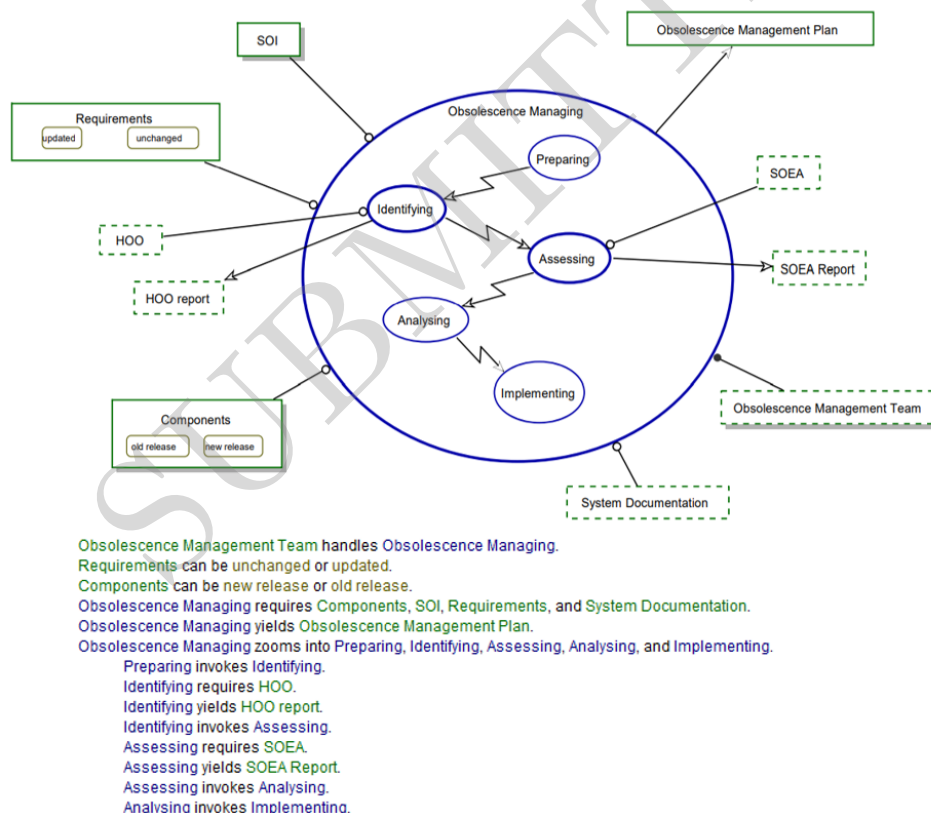 SOI
Obsolescence Management Plan
Requirements
updated
unchanged
Obsolescence Managing
Preparing
SOEA
Identifying
HOO
Assessing
SOEA Report
HOO report
Analysing
Implementing
Obsolescence Management Team
Components
old release
new release
System Documentation
SUBMITT
Obsolescence Management Team handles Obsolescence Managing.
Requirements can be unchanged or updated.
Components can be new release or old release.
Obsolescence Managing requires Components, SOI, Requirements, and System Documentation.
Obsolescence Managing yields Obsolescence Management Plan.
Obsolescence Managing zooms into Preparing, Identifying, Assessing, Analysing, and Implementing.
Preparing invokes Identifying.
Identifying requires HOO.
Identifying yields HOO report.
Identifying invokes Assessing.
Assessing requires SOEA.
Assessing yields SOEA Report.
Assessing invokes Analysing.
Analysing invokes Implementing.